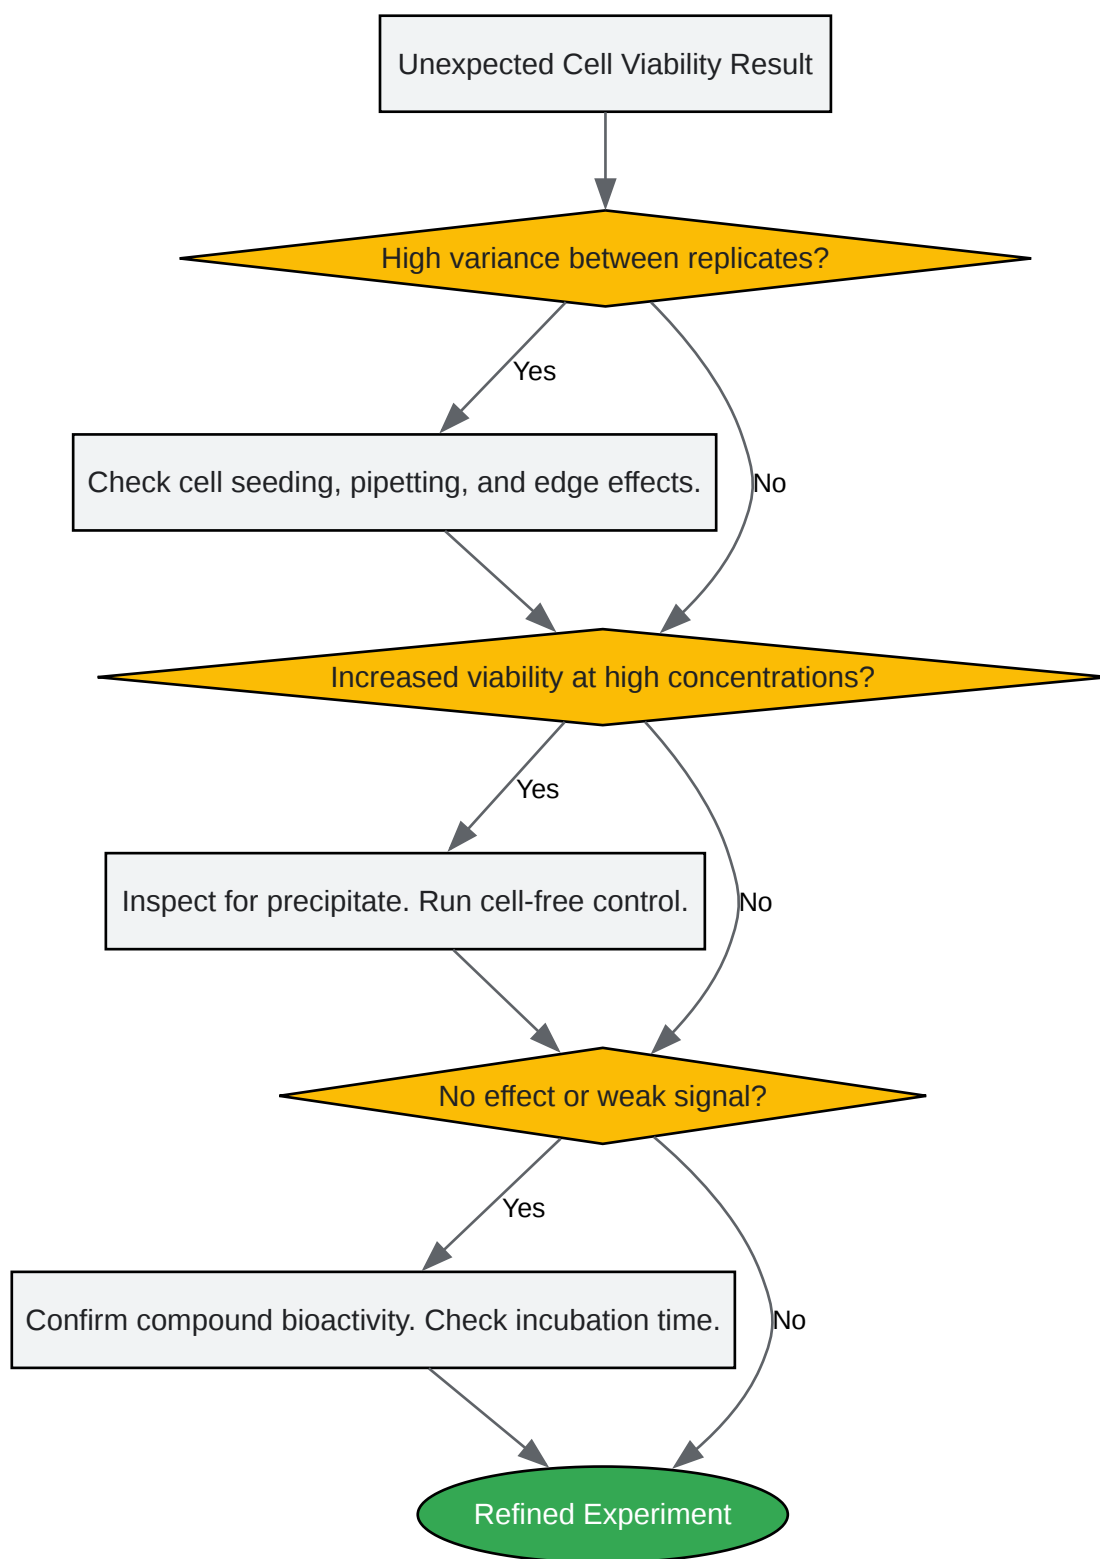 Unexpected Cell Viability Result
High variance between replicates?
Yes
Check cell seeding, pipetting, and edge effects.
No
Increased viability at high concentrations?
Yes
Inspect for precipitate. Run cell-free control.
No
No effect or weak signal?
Yes
Confirm compound bioactivity. Check incubation time.
No
Refined Experiment